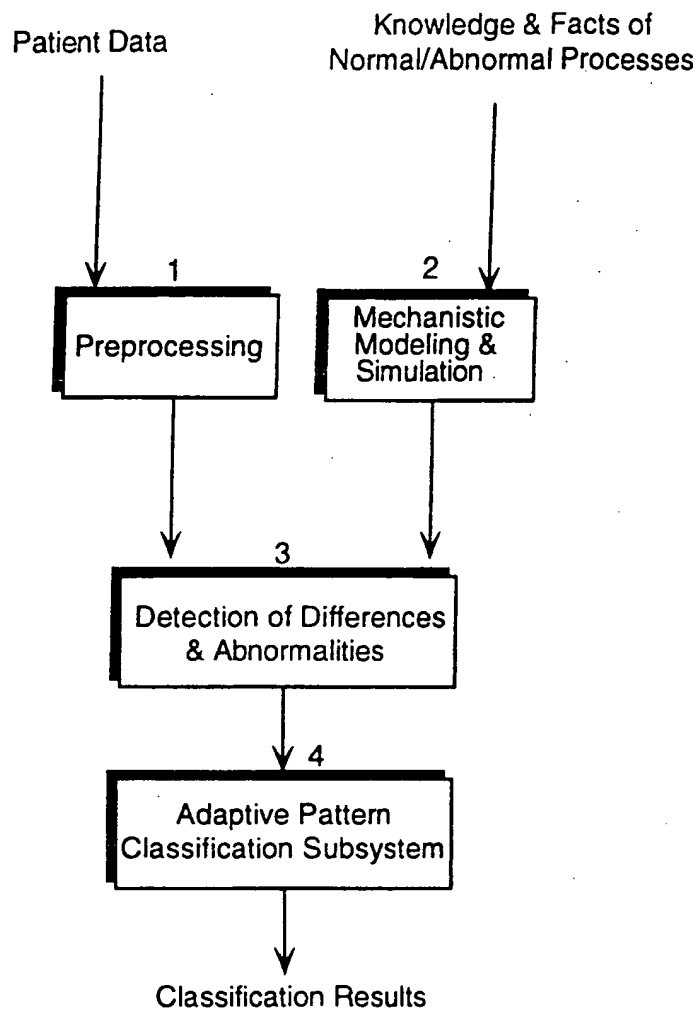 Patient Data
Knowledge & Facts of
Normal/Abnormal Processes
1
Preprocessing
2
Mechanistic
Modeling &
Simulation
3
Detection of Differences
& Abnormalities
4
Adaptive Pattern
Classification Subsystem
Classification Results